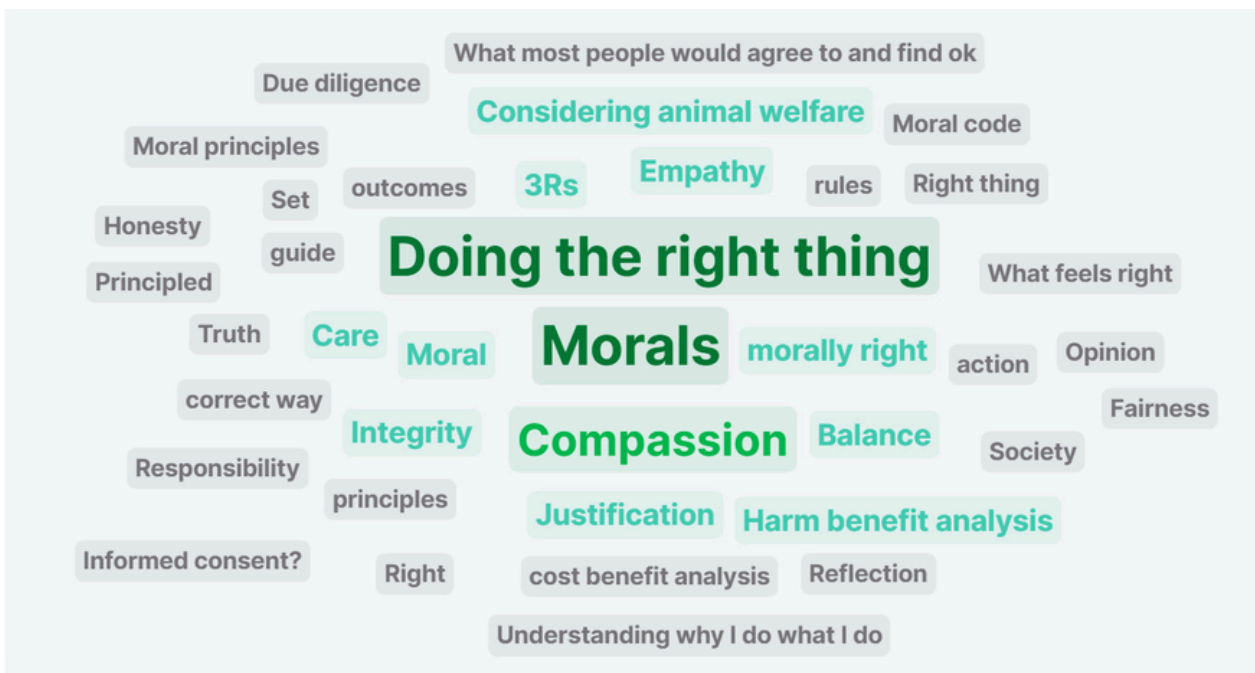 What most people would agree to and find ok
Due diligence
Considering animal welfare
Moral code
Moral principles
Empathy
3Rs
outcomes
rules
Right thing
Set
Honesty
guide
Doing the right thing
What feels right
Principled
Truth
Care
Moral
Morals
morally right
action
Opinion
correct way
Fairness
Integrity
Compassion
Balance
Society
Responsibility
principles
Justification
Harm benefit analysis
Informed consent?
Right
cost benefit analysis
Reflection
Understanding why I do what I do